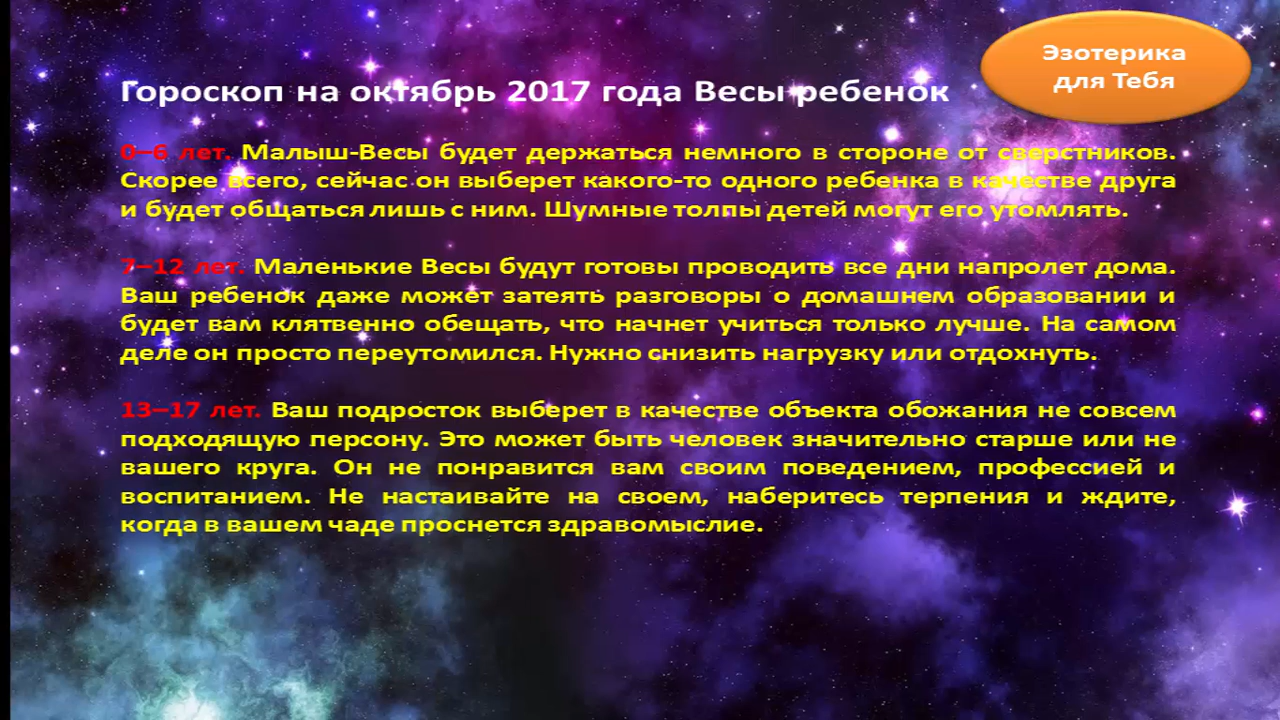 Эзотерика
для Тебя
Гороскоп на октябрь 2017 года Весы ребенок
0–6 лет. Малыш-Весы будет держаться немного в стороне от сверстников.
Скорее всего, сейчас он выберет какого-то одного ребенка в качестве друга
и будет общаться лишь с ним. Шумные толпы детей могут его утомлять.
7–12 лет. Маленькие Весы будут готовы проводить все дни напролет дома.
Ваш ребенок даже может затеять разговоры о домашнем образовании и
будет вам клятвенно обещать, что начнет учиться только лучше. На самом
деле он просто переутомился. Нужно снизить нагрузку или отдохнуть.
13–17 лет. Ваш подросток выберет в качестве объекта обожания не совсем
подходящую персону. Это может быть человек значительно старше или не
вашего круга. Он не понравится вам своим поведением, профессией и
воспитанием. Не настаивайте на своем, наберитесь терпения и ждите,
когда в вашем чаде проснется здравомыслие.